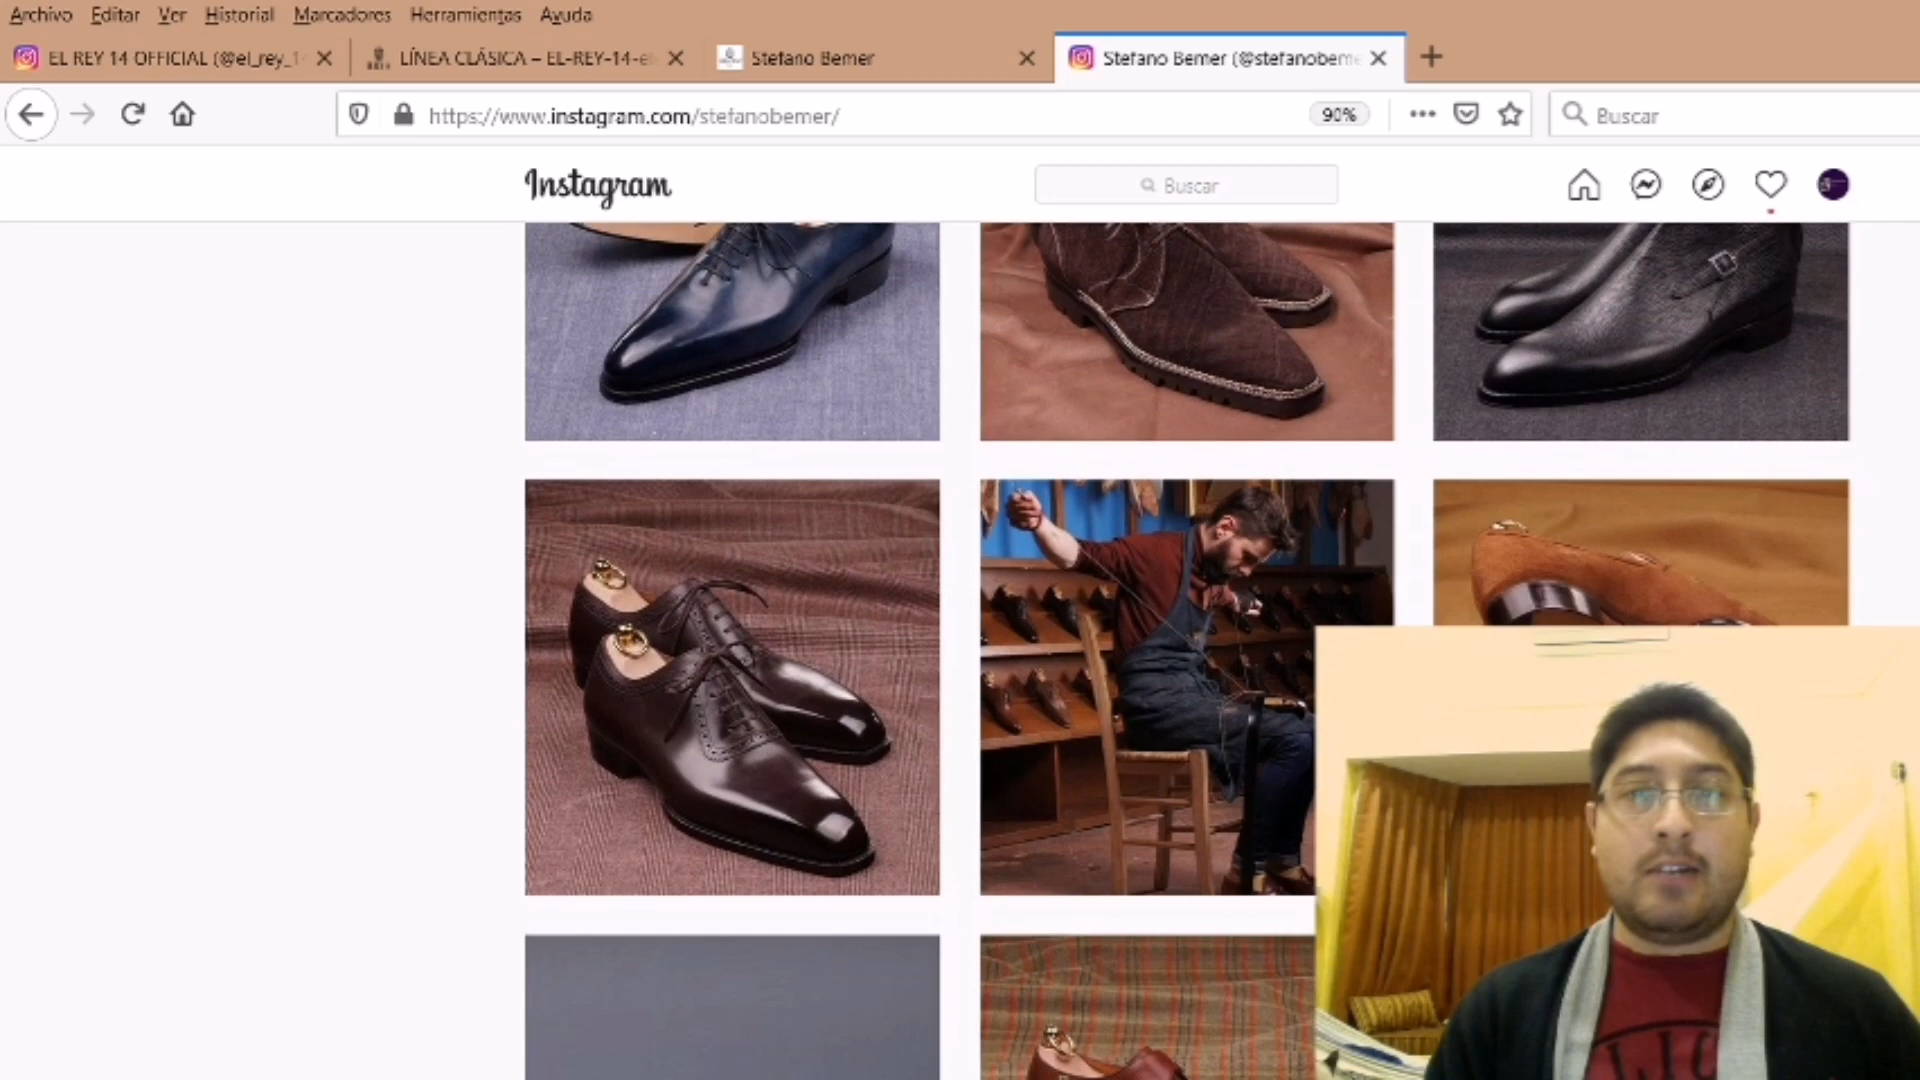 Archivo Editar Ver Historial Marcadores Herramientas Ayuda
EL REY 14 OFFICIAL (@el_rey_1
LÍNEA CLÁSICA – EL-REY-14-e
Stefano Bemer
Stefano Bemer (@stefanobeme
https://www.instagram.com/stefanobemer/
90%
Buscar
Instagram
Buscar